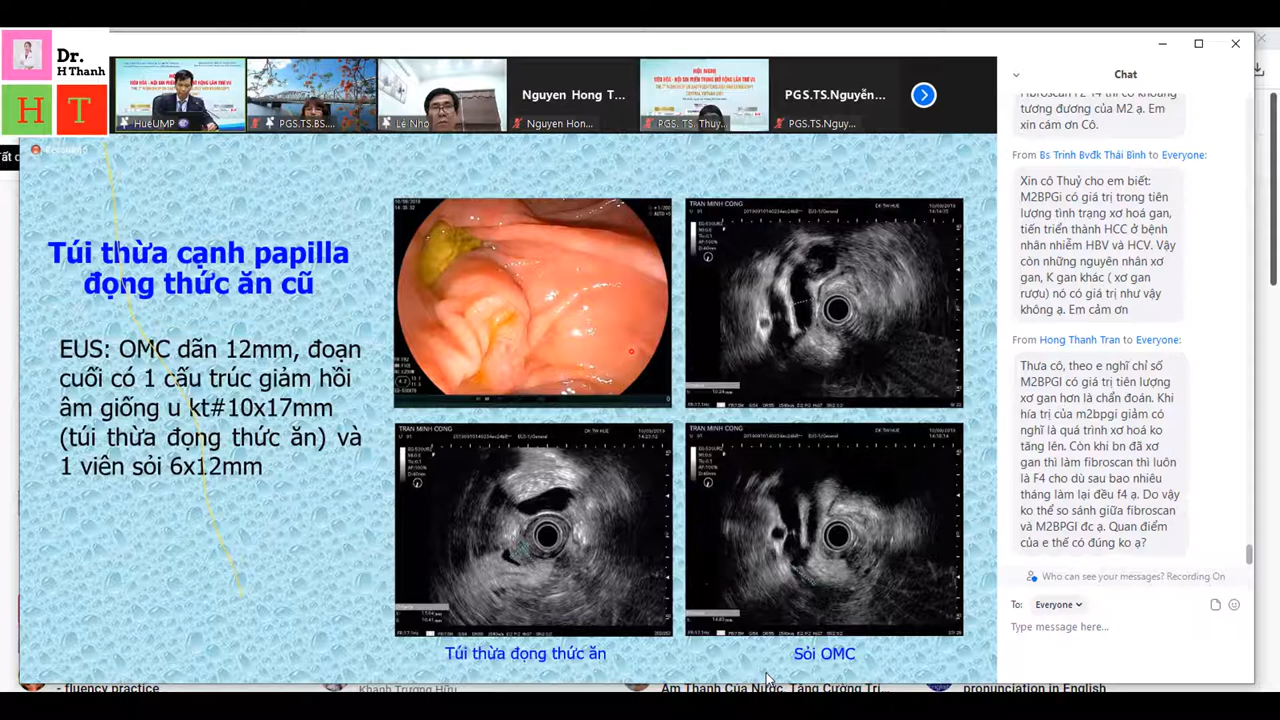 Dr.
H Thanh
H T
HueUMP
PGS.TS.BS....
Lê Nho
Nguyen Hong T...
Nguyen Hon...
PGS. TS. Thuy...
PGS.TS.Nguyễn...
PGS.TS.Nguy...
Túi thừa cạnh papilla
đọng thức ăn cũ
EUS: OMC dãn 12mm, đoạn
cuối có 1 cấu trúc giảm hồi
âm giống u kt#10x17mm
(túi thừa đọng thức ăn) và
1 viên sỏi 6x12mm
TRAN MINH CONG
TRAN MINH CONG
TRAN MINH CONG
Túi thừa đọng thức ăn
Sỏi OMC
Chat
tương đương của M2 ạ. Em
xin cám ơn Cô.
From Bs Trinh Bvđk Thái Bình to Everyone:
Xin cô Thuỷ cho em biết:
M2BPGi có giá trị trong tiên
lượng tình trạng xơ hoá gan,
tiến triển thành HCC ở bệnh
nhân nhiễm HBV và HCV. Vậy
còn những nguyên nhân xơ
gan, K gan khác ( xơ gan
rượu) nó có giá trị như vậy
không ạ. Em cảm ơn
From Hong Thanh Tran to Everyone:
Thưa cô, theo e nghĩ chỉ số
M2BPGI có giá trị tiên lượng
xơ gan hơn là chẩn đoán. Khi
hía trị của m2bpgi giảm có
nghĩ là quá trình xơ hoá ko
tăng lên. Còn khi bn đã xơ
gan thì làm fibroscan thì luôn
là F4 cho dù sau bao nhiêu
tháng làm lại đều f4 ạ. Do vậy
ko thể so sánh giữa fibroscan
và M2BPGI đc ạ. Quan điểm
của e thế có đúng ko ạ?
Who can see your messages? Recording On
To: Everyone
Type message here...
- fluency practice
Khanh Trương Hữu
Âm Thanh Của Nước, Tăng Cường Trí...
pronunciation in English